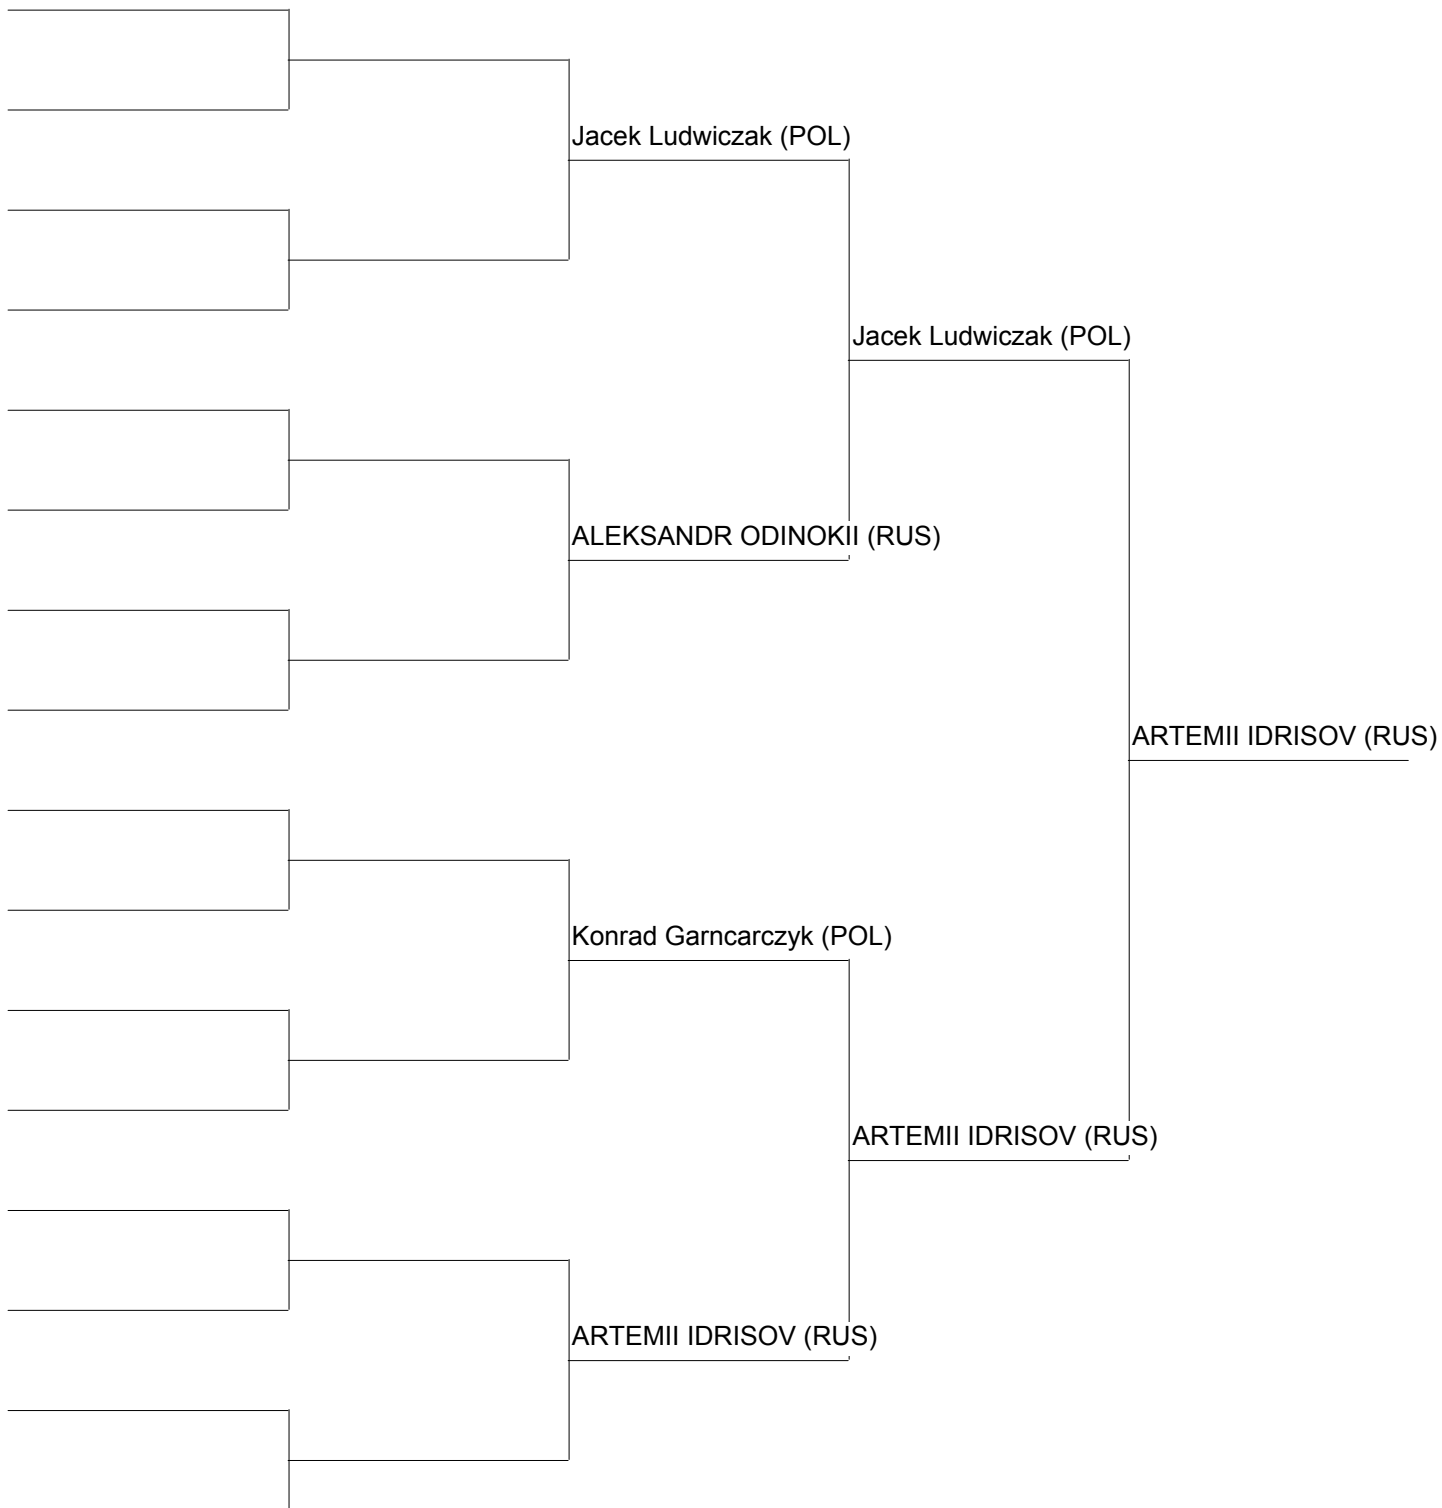 Jacek Ludwiczak (POL)
Jacek Ludwiczak (POL)
ALEKSANDR ODINOKII (RUS)
ARTEMII IDRISOV (RUS)
Konrad Garncarczyk (POL)
ARTEMII IDRISOV (RUS)
ARTEMII IDRISOV (RUS)